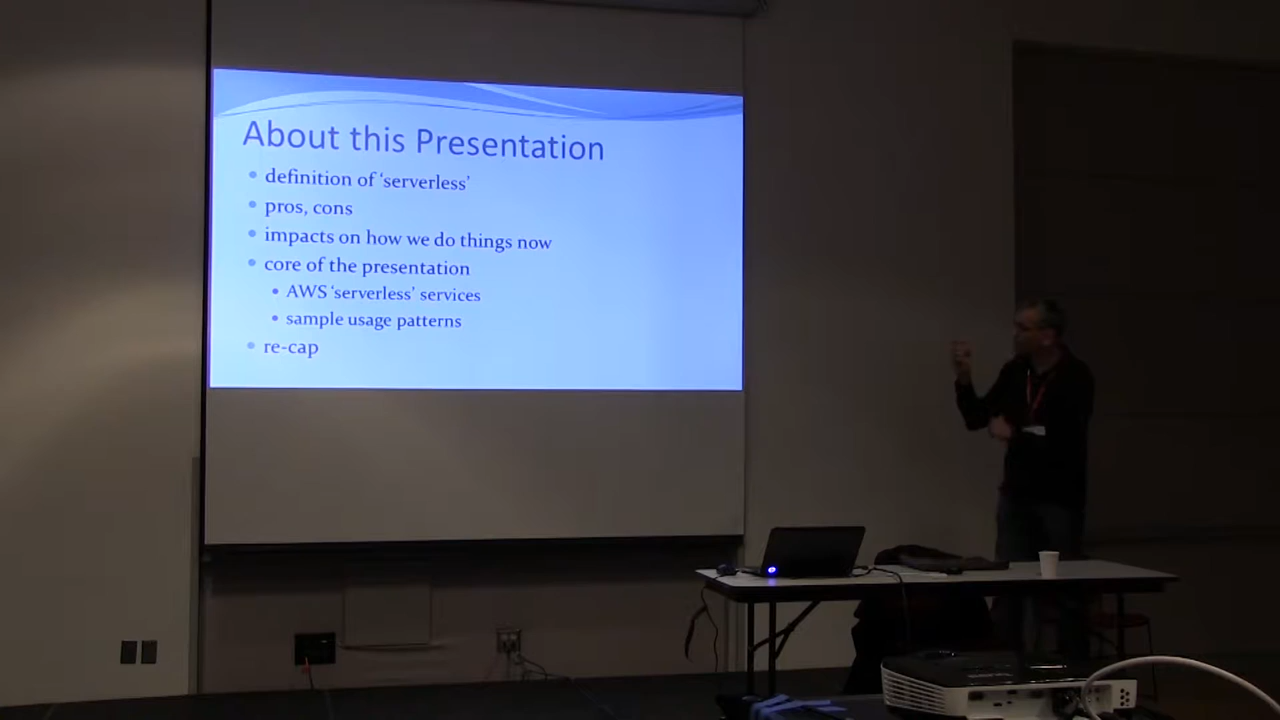 About this Presentation
definition of 'serverless'
pros, cons
impacts on how we do things now
core of the presentation
AWS 'serverless' services
sample usage patterns
re-cap